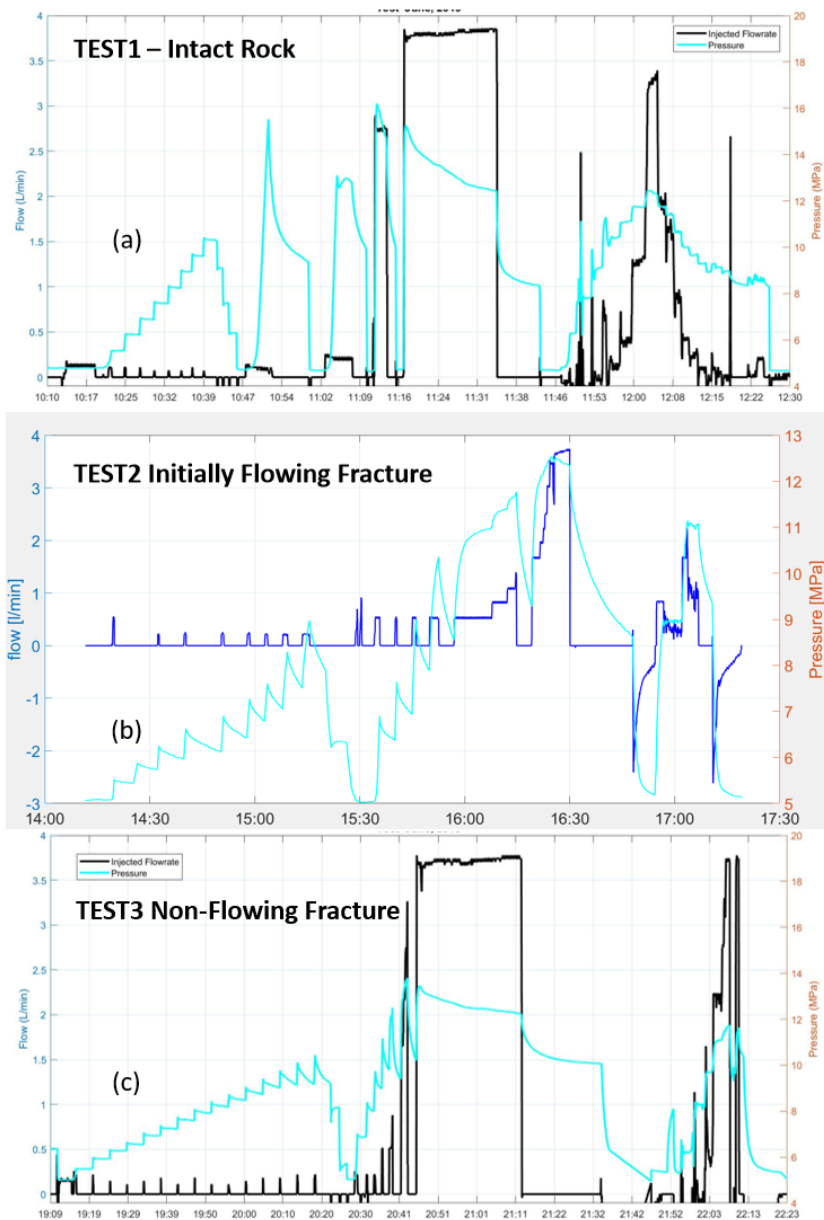 TEST1 – Intact Rock
Injected Flowrate
Pressure
(a)
Flow (L/min)
Pressure (MPa)
4
3.5
3
2.5
2
1.5
1
0.5
0
20
18
16
14
12
10
8
6
4
10:10 10:17 10:25 10:32 10:39 10:47 10:54 11:02 11:09 11:16 11:24 11:31 11:38 11:46 11:53 12:00 12:08 12:15 12:22 12:30
TEST2 Initially Flowing Fracture
(b)
flow [l/min]
Pressure [MPa]
4
3
2
1
0
-1
-2
-3
13
12
11
10
9
8
7
6
5
14:00 14:30 15:00 15:30 16:00 16:30 17:00 17:30
Injected Flowrate
Pressure
TEST3 Non-Flowing Fracture
(c)
Flow (L/min)
Pressure (MPa)
4
3.5
3
2.5
2
1.5
1
0.5
0
20
18
16
14
12
10
8
6
4
19:09 19:19 19:29 19:39 19:50 20:00 20:10 20:20 20:30 20:41 20:51 21:01 21:11 21:21 21:32 21:42 21:52 22:03 22:13 22:23